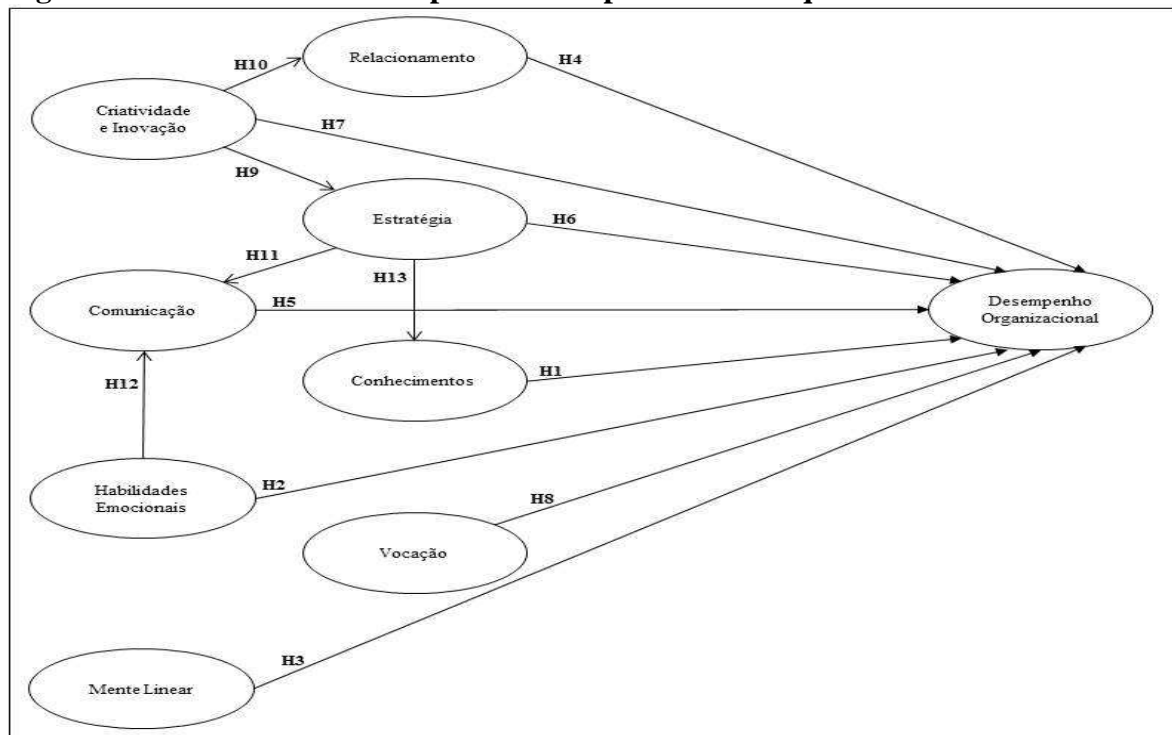 H10
Relacionamento
H4
Criatividade
e Inovação
H7
H9
Estratégia
H6
H11
H13
Comunicação
H5
Desempenho
Organizacional
H12
Conhecimentos
H1
Habilidades
Emocionais
H2
H8
Vocação
H3
Mente Linear